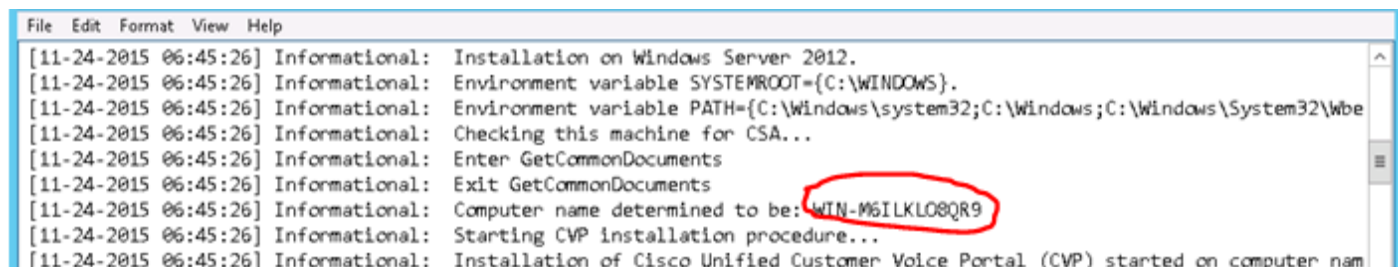 File Edit Format View Help
[11-24-2015 06:45:26] Informational: Installation on Windows Server 2012.
[11-24-2015 06:45:26] Informational: Environment variable SYSTEMROOT={C:\WINDOWS}.
[11-24-2015 06:45:26] Informational: Environment variable PATH={C:\Windows\system32;C:\Windows;C:\Windows\System32\Wbe
[11-24-2015 06:45:26] Informational: Checking this machine for CSA...
[11-24-2015 06:45:26] Informational: Enter GetCommonDocuments
[11-24-2015 06:45:26] Informational: Exit GetCommonDocuments
[11-24-2015 06:45:26] Informational: Computer name determined to be: WIN-M6ILKLO8QR9
[11-24-2015 06:45:26] Informational: Starting CVP installation procedure...
[11-24-2015 06:45:26] Informational: Installation of Cisco Unified Customer Voice Portal (CVP) started on computer nam